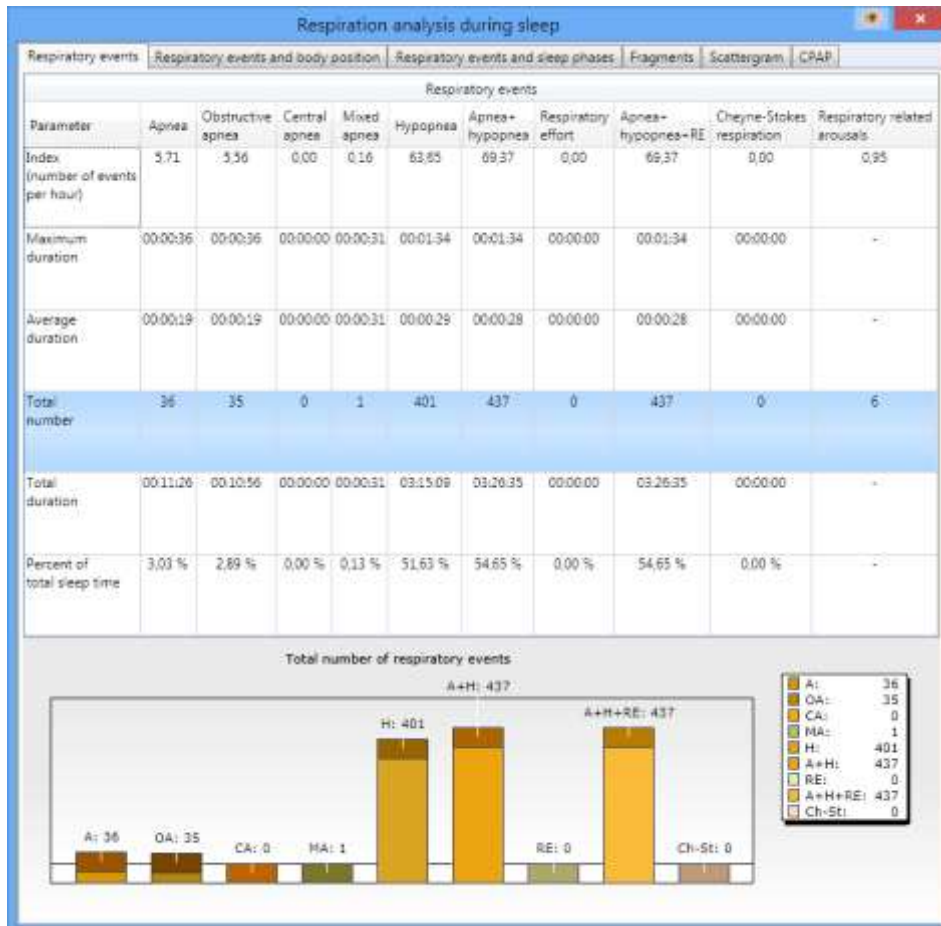 Respiration analysis during sleep
Respiratory events Respiratory events and body position Respiratory events and sleep phases Fragments Scattergram CPAP
Respiratory events
Parameter Apnea Obstructive apnea Central apnea Mixed apnea Hypopnea Apnea+ hypopnea Respiratory effort Apnea+ hypopnea+RE Cheyne-Stokes respiration Respiratory related arousals
Index (number of events per hour) 5,71 5,56 0,00 0,16 63,65 69,37 0,00 69,37 0,00 0,95
Maximum duration 00:00:36 00:00:36 00:00:00 00:00:31 00:01:34 00:01:34 00:00:00 00:01:34 00:00:00 -
Average duration 00:00:19 00:00:19 00:00:00 00:00:31 00:00:29 00:00:28 00:00:00 00:00:28 00:00:00 -
Total number 36 35 0 1 401 437 0 437 0 6
Total duration 00:11:26 00:10:56 00:00:00 00:00:31 03:15:09 03:26:35 00:00:00 03:26:35 00:00:00 -
Percent of total sleep time 3,03 % 2,89 % 0,00 % 0,13 % 51,63 % 54,65 % 0,00 % 54,65 % 0,00 % -
Total number of respiratory events
A: 36
OA: 35
CA: 0
MA: 1
H: 401
A+H: 437
RE: 0
A+H+RE: 437
Ch-St: 0
A: 36
OA: 35
CA: 0
MA: 1
H: 401
A+H: 437
RE: 0
A+H+RE: 437
Ch-St: 0